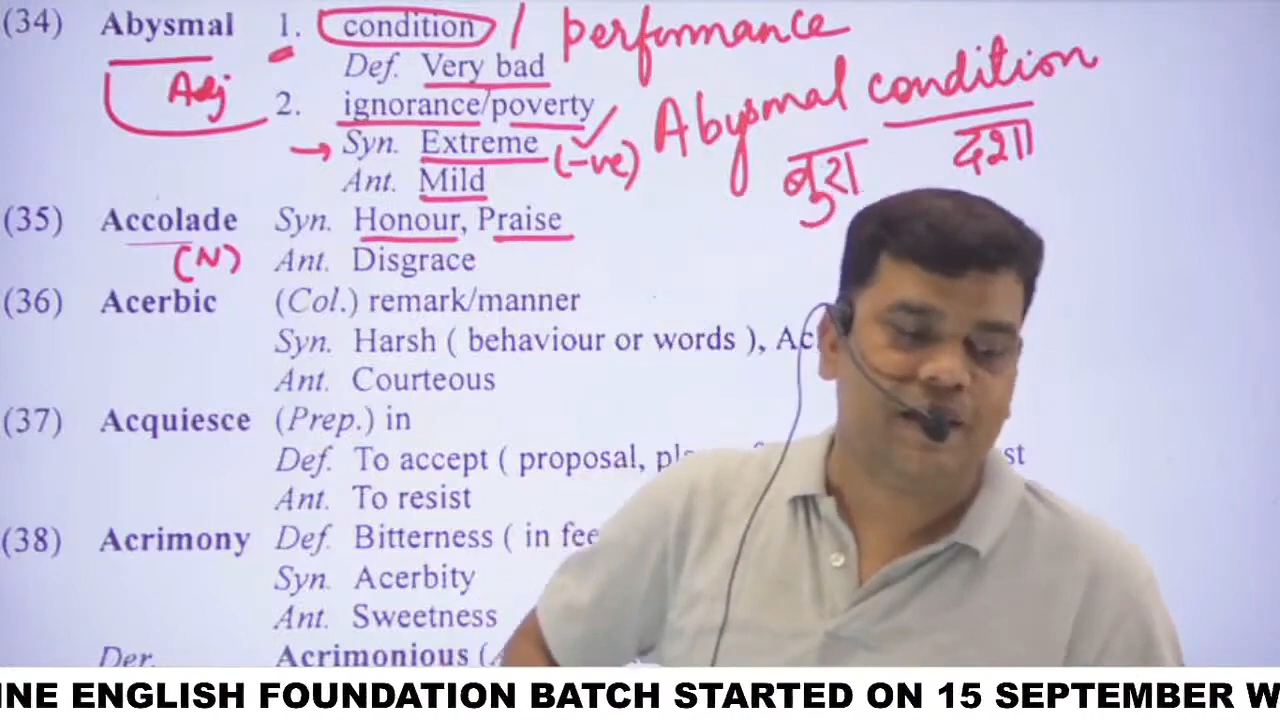 (34) Abysmal 1. condition / performance
Def. Very bad
Adj 2. ignorance/poverty Abysmal condition
→ Syn. Extreme (-ve) बुरा दशा
Ant. Mild
(35) Accolade Syn. Honour, Praise
(N) Ant. Disgrace
(36) Acerbic (Col.) remark/manner
Syn. Harsh ( behaviour or words ),
Ant. Courteous
(37) Acquiesce (Prep.) in
Def. To accept ( proposal,
Ant. To resist
(38) Acrimony Def. Bitterness ( in
Syn. Acerbity
Ant. Sweetness
Der. Acrimonious (
INE ENGLISH FOUNDATION BATCH STARTED ON 15 SEPTEMBER W